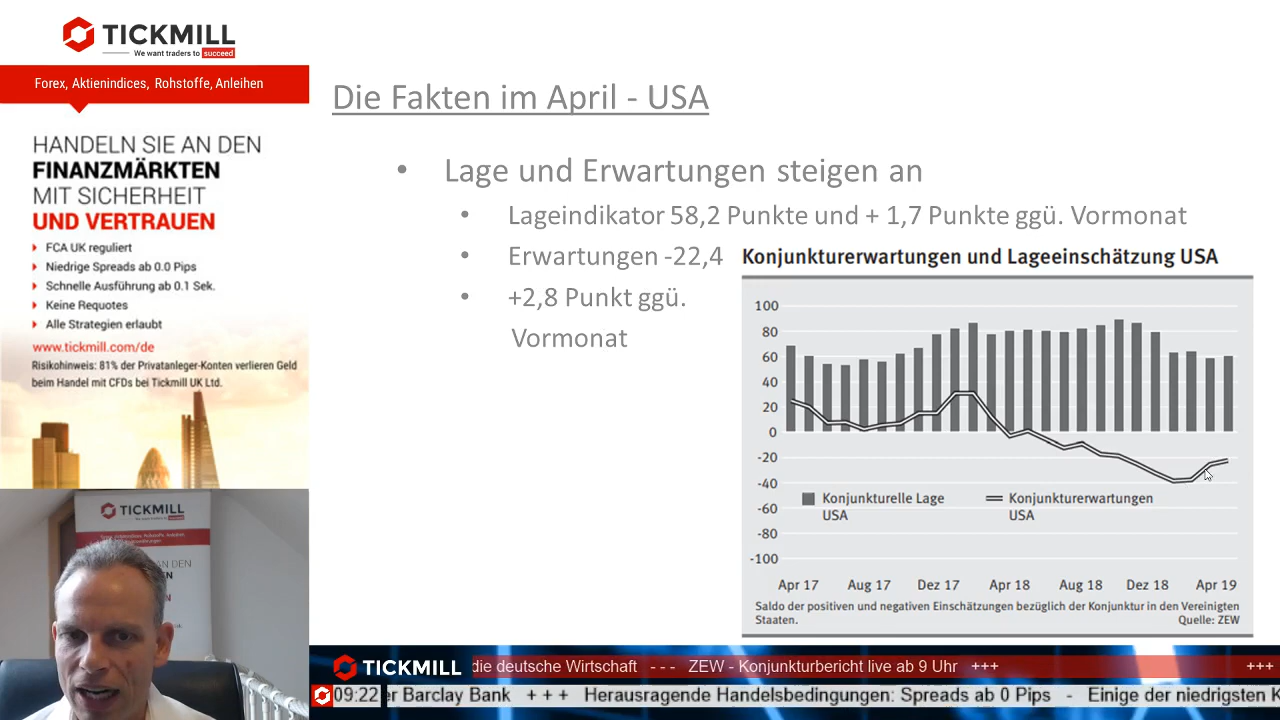 TICKMILL
We want traders to succeed
Forex, Aktienindices, Rohstoffe, Anleihen
HANDELN SIE AN DEN
FINANZMÄRKTEN
MIT SICHERHEIT
UND VERTRAUEN
FCA UK reguliert
Niedrige Spreads ab 0.0 Pips
Schnelle Ausführung ab 0.1 Sek.
Keine Requotes
Alle Strategien erlaubt
www.tickmill.com/de
Risikohinweis: 81% der Privatanleger-Konten verlieren Geld
beim Handel mit CFDs bei Tickmill UK Ltd.
TICKMILL
Die Fakten im April - USA
• Lage und Erwartungen steigen an
• Lageindikator 58,2 Punkte und + 1,7 Punkte ggü. Vormonat
• Erwartungen -22,4
• +2,8 Punkt ggü.
Vormonat
Konjunkturerwartungen und Lageeinschätzung USA
100
80
60
40
20
0
-20
-40
-60
-80
-100
Konjunkturelle Lage
USA
Konjunkturerwartungen
USA
Apr 17 Aug 17 Dez 17 Apr 18 Aug 18 Dez 18 Apr 19
Saldo der positiven und negativen Einschätzungen bezüglich der Konjunktur in den Vereinigten
Staaten. Quelle: ZEW
TICKMILL die deutsche Wirtschaft - - - ZEW - Konjunkturbericht live ab 9 Uhr +++ +++
09:22 er Barclay Bank + + + Herausragende Handelsbedingungen: Spreads ab 0 Pips - Einige der niedrigsten K